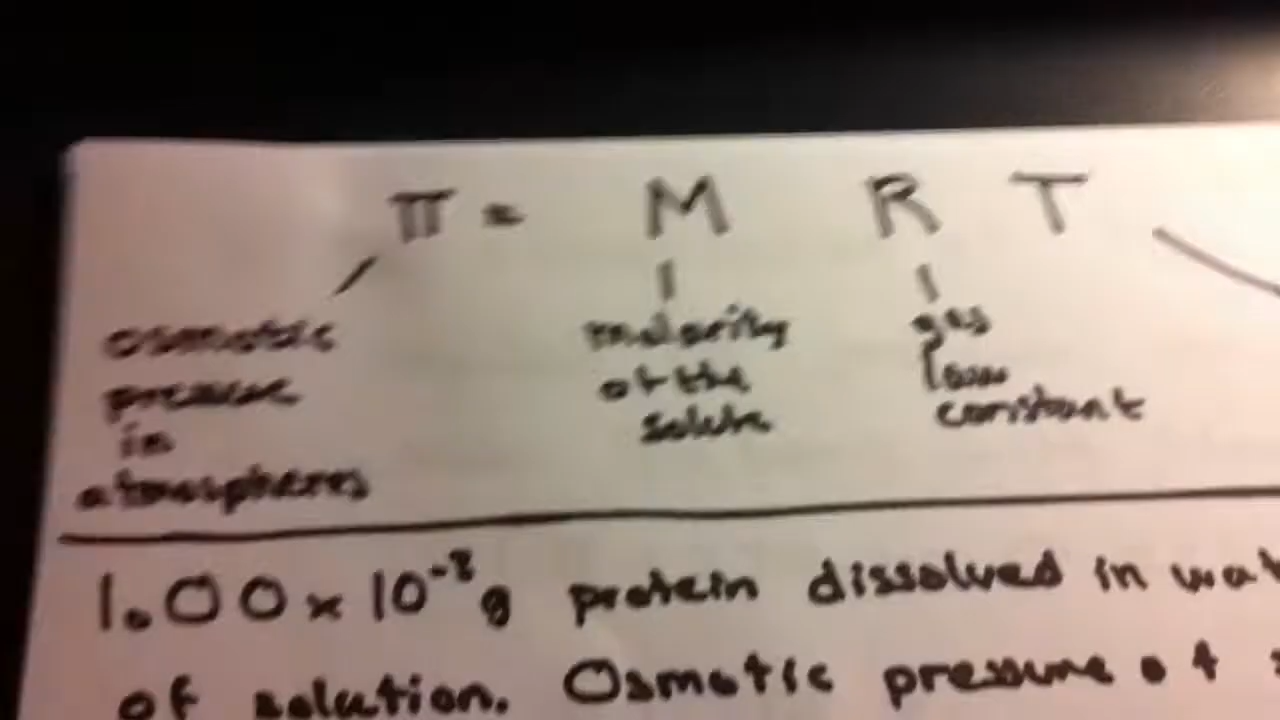 π = M R T
osmotic
pressure
in
atmospheres
molarity
of the
solute
gas
law
constant
1.00 x 10 g protein dissolved in
of solution. Osmotic pressure of